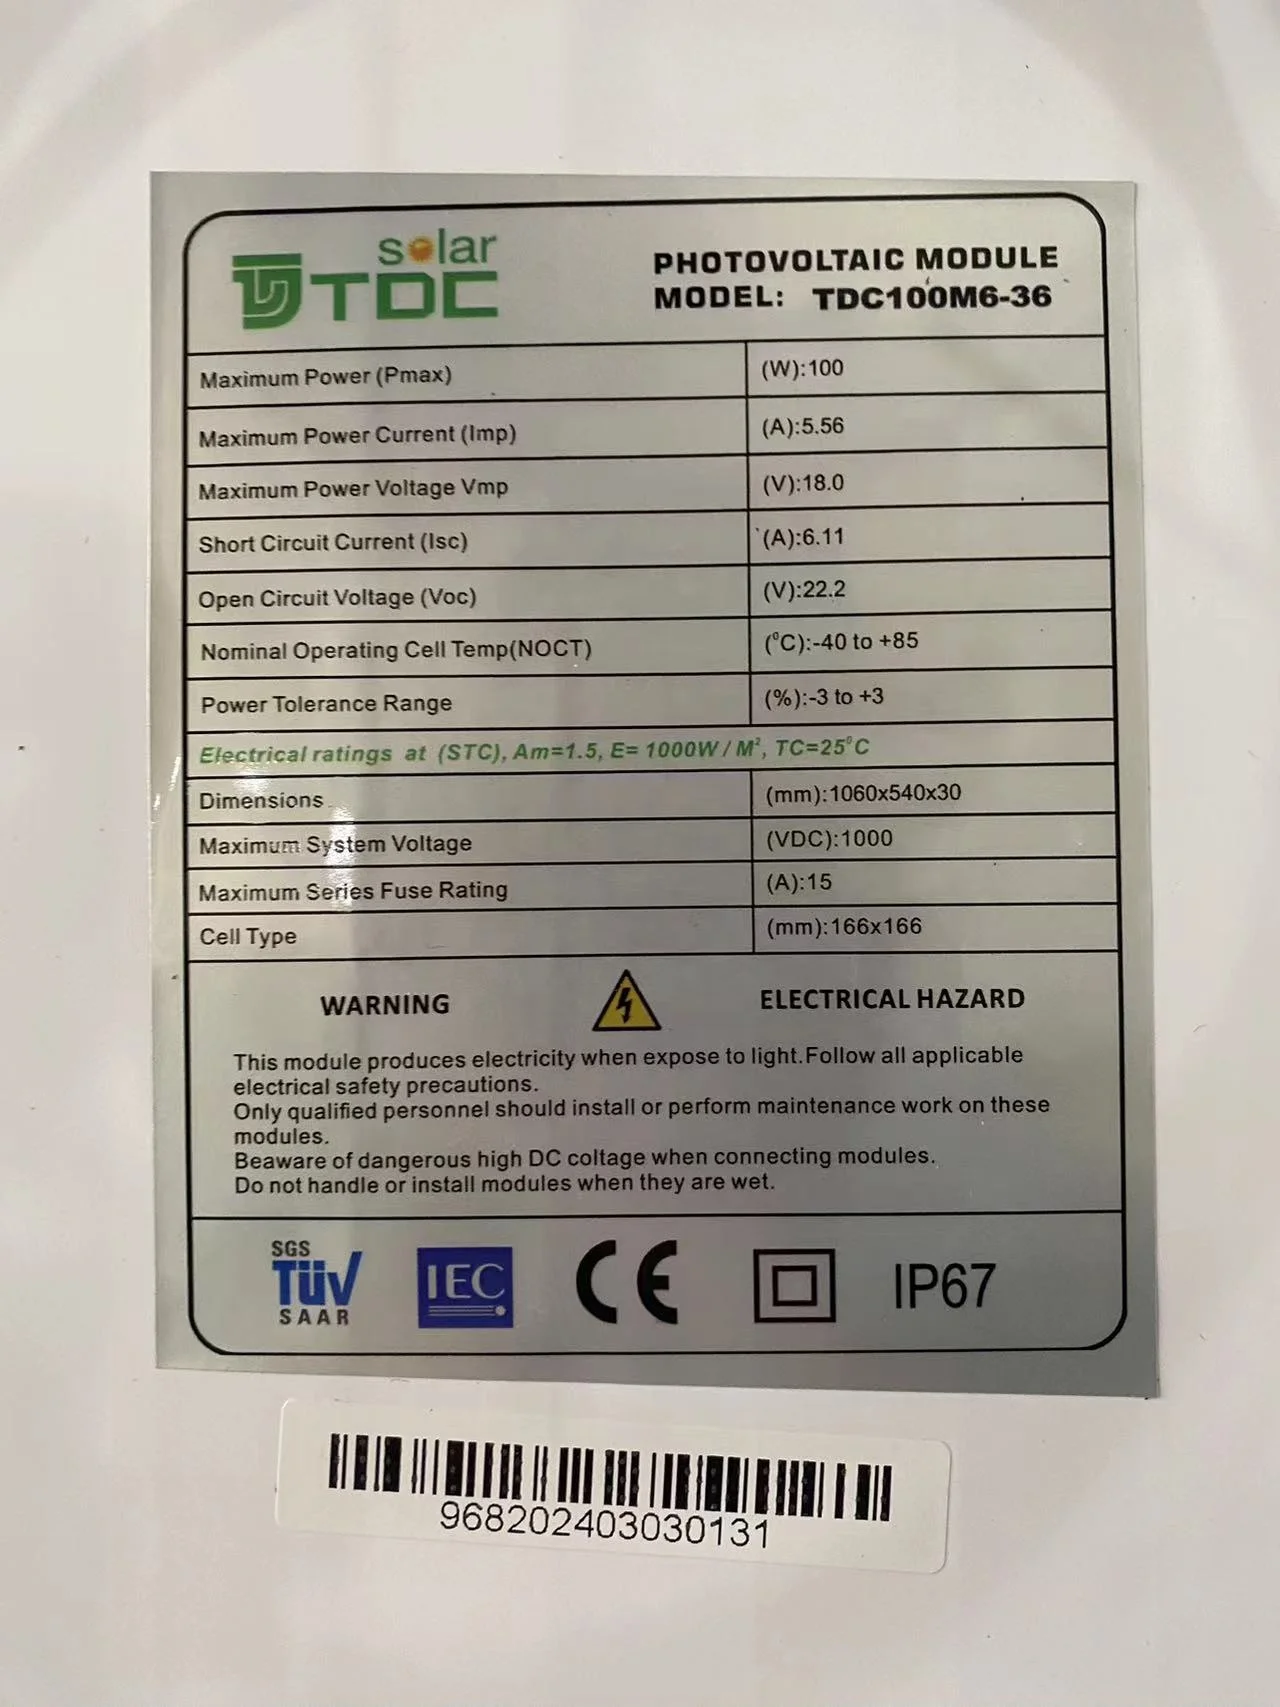 solar
TDC
PHOTOVOLTAIC MODULE
MODEL: TDC100M6-36
Maximum Power (Pmax) (W):100
Maximum Power Current (Imp) (A):5.56
Maximum Power Voltage Vmp (V):18.0
Short Circuit Current (Isc) (A):6.11
Open Circuit Voltage (Voc) (V):22.2
Nominal Operating Cell Temp(NOCT) (⁰C):-40 to +85
Power Tolerance Range (%):-3 to +3
Electrical ratings at (STC), Am=1.5, E= 1000W/M², TC=25⁰C
Dimensions (mm):1060x540x30
Maximum System Voltage (VDC):1000
Maximum Series Fuse Rating (A):15
Cell Type (mm):166x166
WARNING ELECTRICAL HAZARD
This module produces electricity when expose to light.Follow all applicable
electrical safety precautions.
Only qualified personnel should install or perform maintenance work on these
modules.
Beaware of dangerous high DC coltage when connecting modules.
Do not handle or install modules when they are wet.
SGS
TÜV
SAAR
IEC
CE
IP67
968202403030131